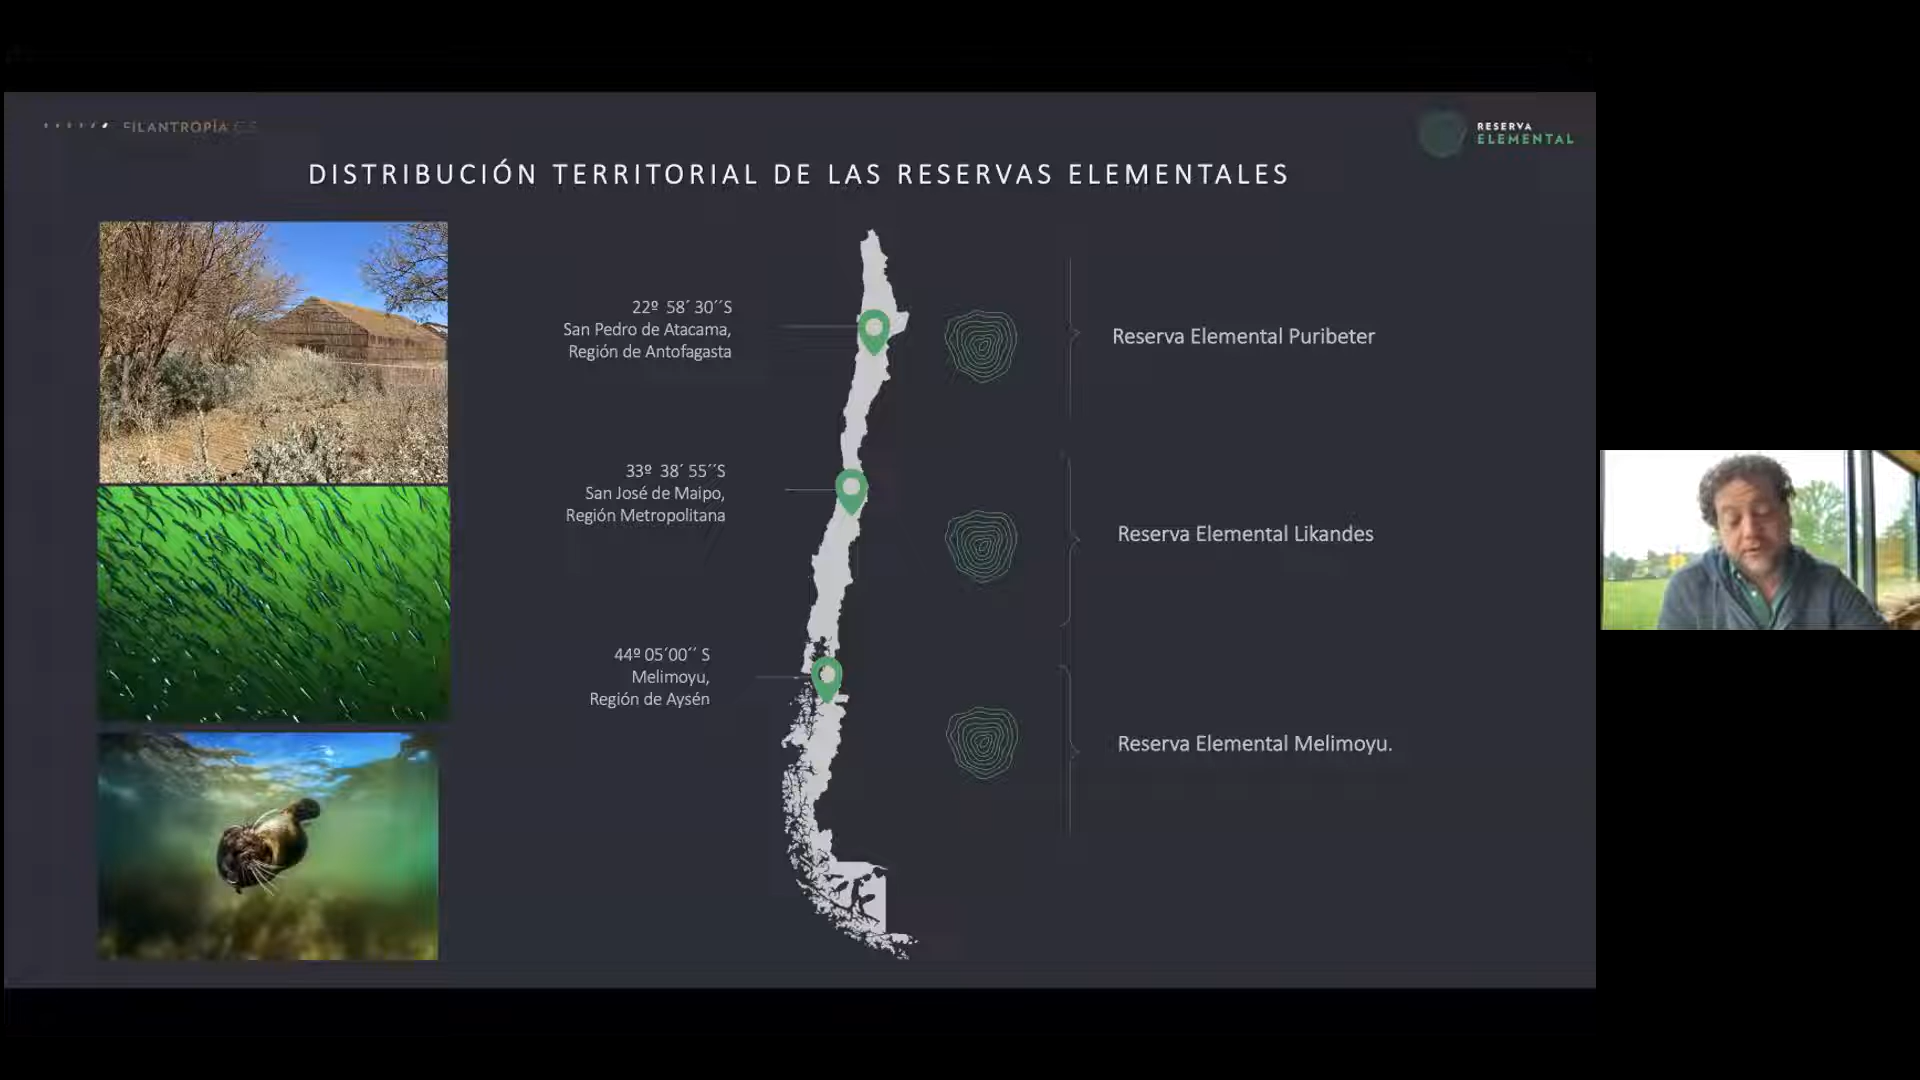 FILANTROPÍA
RESERVA
ELEMENTAL
DISTRIBUCIÓN TERRITORIAL DE LAS RESERVAS ELEMENTALES
22º 58´ 30´´S
San Pedro de Atacama,
Región de Antofagasta
Reserva Elemental Puribeter
33º 38´ 55´´S
San José de Maipo,
Región Metropolitana
Reserva Elemental Likandes
44º 05´00´´ S
Melimoyu,
Región de Aysén
Reserva Elemental Melimoyu.